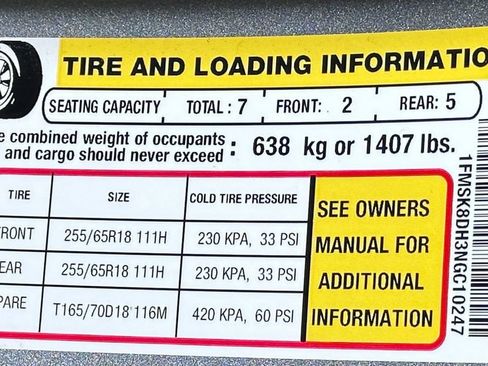 TIRE AND LOADING INFORMATIO
SEATING CAPACITY TOTAL : 7 FRONT: 2 REAR: 5
e combined weight of occupants
and cargo should never exceed : 638 kg or 1407 lbs.
TIRE SIZE COLD TIRE PRESSURE
RONT 255/65R18 111H 230 KPA, 33 PSI
EAR 255/65R18 111H 230 KPA, 33 PSI
PARE T165/70D18 116M 420 KPA, 60 PSI
SEE OWNERS
MANUAL FOR
ADDITIONAL
INFORMATION
1FMSK8DH3NGC10247